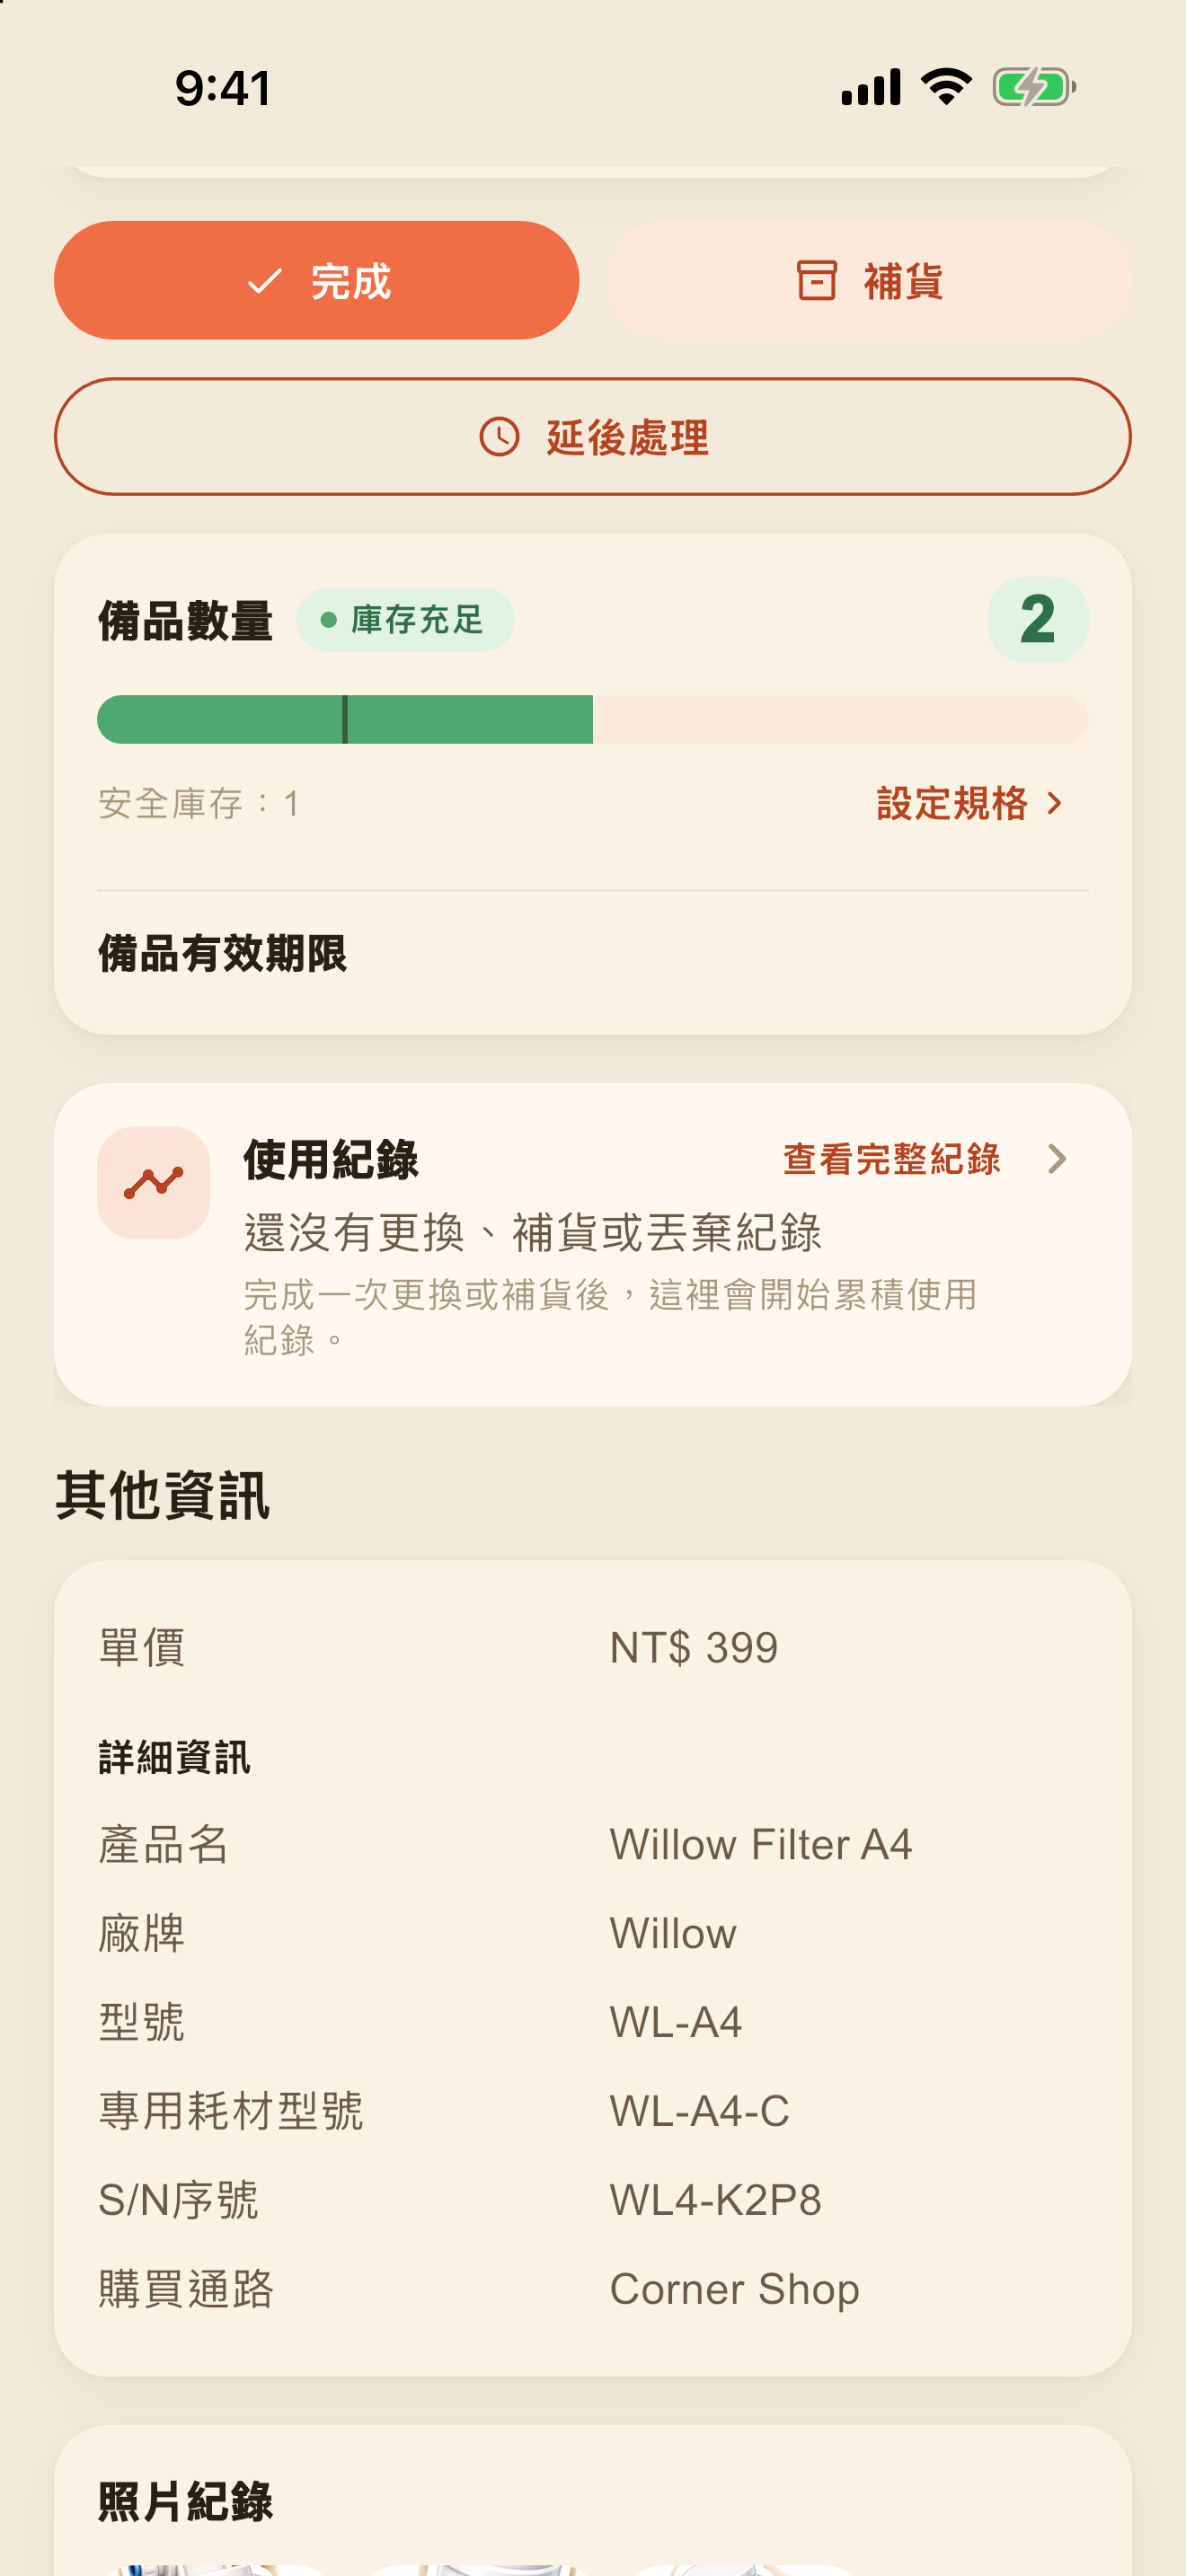 9:41
完成
補貨
延後處理
備品數量
庫存充足
2
安全庫存：1
設定規格
備品有效期限
使用紀錄
查看完整紀錄
還沒有更換、補貨或丟棄紀錄
完成一次更換或補貨後，這裡會開始累積使用
紀錄。
其他資訊
單價 NT$ 399
詳細資訊
產品名 Willow Filter A4
廠牌 Willow
型號 WL-A4
專用耗材型號 WL-A4-C
S/N序號 WL4-K2P8
購買通路 Corner Shop
照片紀錄